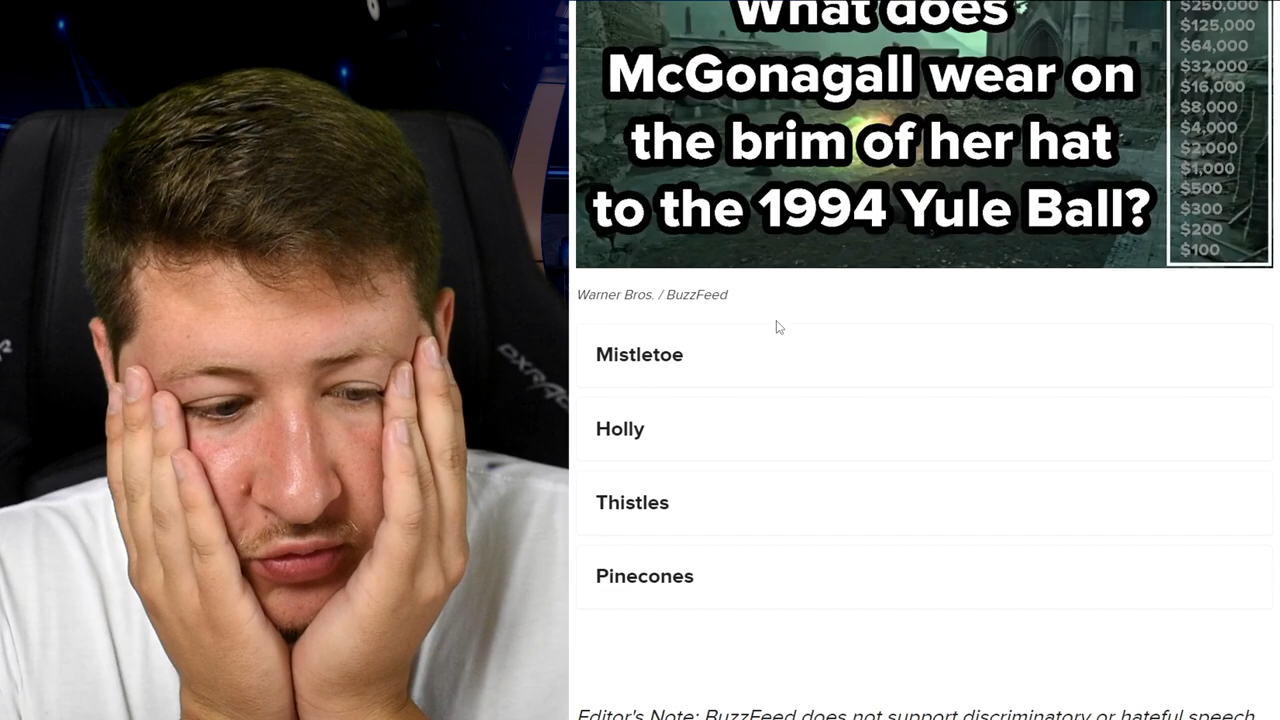 What does
McGonagall wear on
the brim of her hat
to the 1994 Yule Ball?
$250,000
$125,000
$64,000
$32,000
$16,000
$8,000
$4,000
$2,000
$1,000
$500
$300
$200
$100
Warner Bros. / BuzzFeed
Mistletoe
Holly
Thistles
Pinecones
Editor's Note: BuzzFeed does not support discriminatory or hateful speech